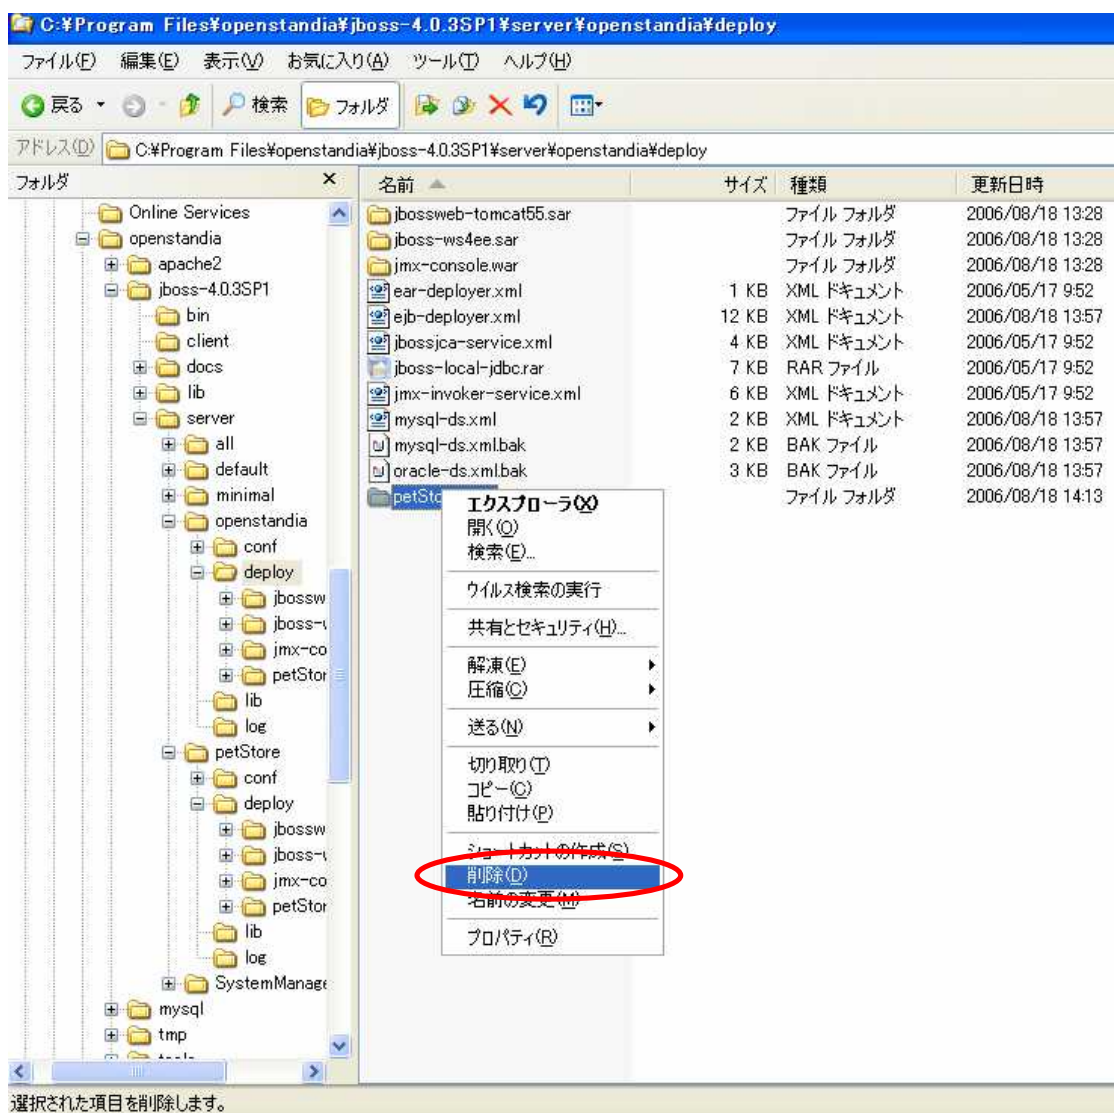 C:¥Program Files¥openstandia¥jboss-4.0.3SP1¥server¥openstandia¥deploy
ファイル(F) 編集(E) 表示(V) お気に入り(A) ツール(T) ヘルプ(H)
戻る 検索 フォルダ
アドレス(D) C:¥Program Files¥openstandia¥jboss-4.0.3SP1¥server¥openstandia¥deploy
フォルダ × 名前 サイズ 種類 更新日時
Online Services
openstandia
apache2
jboss-4.0.3SP1
bin
client
docs
lib
server
all
default
minimal
openstandia
conf
deploy
jbossw
jboss-
jmx-co
petStor
lib
log
petStore
conf
deploy
jbossw
jboss-
jmx-co
petStor
lib
log
SystemManage
mysql
tmp
jbossweb-tomcat55.sar ファイル フォルダ 2006/08/18 13:28
jboss-ws4ee.sar ファイル フォルダ 2006/08/18 13:28
jmx-console.war ファイル フォルダ 2006/08/18 13:28
ear-deployer.xml 1 KB XML ドキュメント 2006/05/17 9:52
ejb-deployer.xml 12 KB XML ドキュメント 2006/08/18 13:57
jbossjca-service.xml 4 KB XML ドキュメント 2006/05/17 9:52
jboss-local-jdbc.rar 7 KB RAR ファイル 2006/05/17 9:52
jmx-invoker-service.xml 6 KB XML ドキュメント 2006/05/17 9:52
mysql-ds.xml 2 KB XML ドキュメント 2006/08/18 13:57
mysql-ds.xml.bak 2 KB BAK ファイル 2006/08/18 13:57
oracle-ds.xml.bak 3 KB BAK ファイル 2006/08/18 13:57
petSto ファイル フォルダ 2006/08/18 14:13
エクスプローラ(X)
開く(O)
検索(E)...
ウイルス検索の実行
共有とセキュリティ(H)...
解凍(E)
圧縮(C)
送る(N)
切り取り(T)
コピー(C)
貼り付け(P)
ショートカットの作成(S)
削除(D)
名前の変更(M)
プロパティ(R)
選択された項目を削除します。